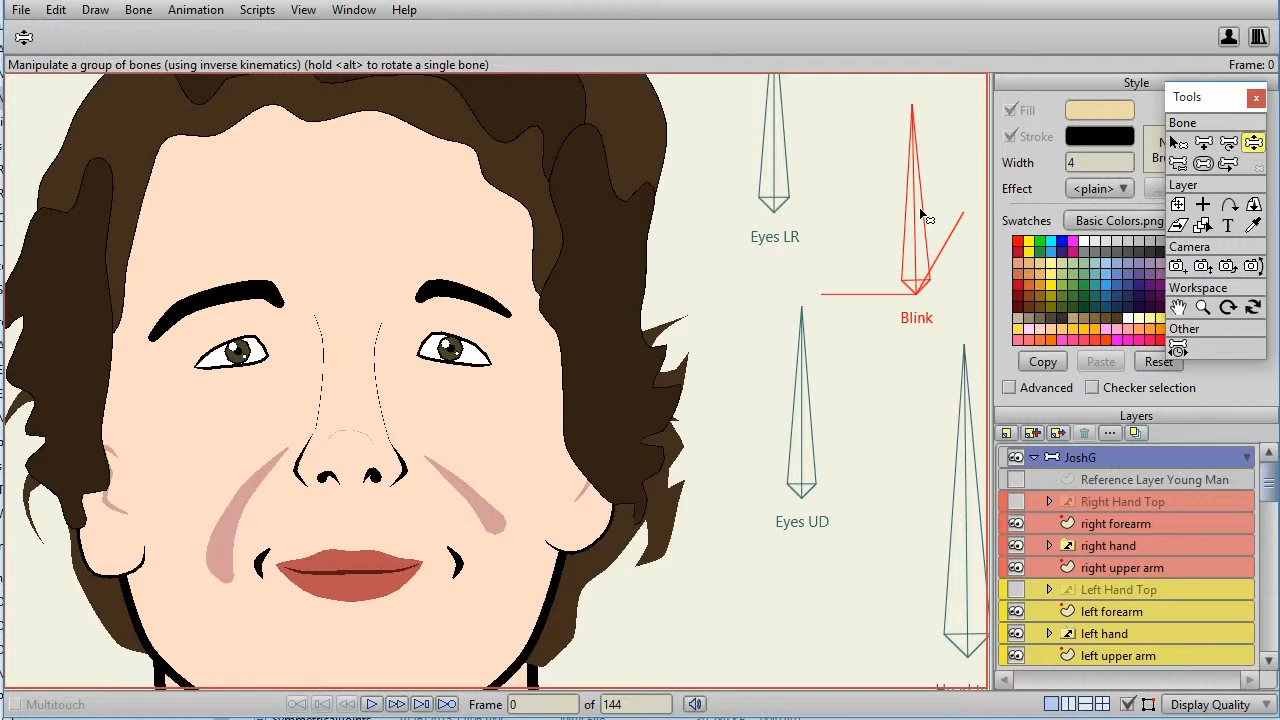 File Edit Draw Bone Animation Scripts View Window Help
Manipulate a group of bones (using inverse kinematics) (hold <alt> to rotate a single bone)
Frame: 0
Style
Fill
Stroke
Width 4
Effect <plain>
Swatches Basic Colors.png
Copy Paste Reset
Advanced Checker selection
Tools
x
Bone
Layer
Camera
Workspace
Other
Eyes LR
Blink
Eyes UD
Layers
JoshG
Reference Layer Young Man
Right Hand Top
right forearm
right hand
right upper arm
Left Hand Top
left forearm
left hand
left upper arm
Multitouch
Frame 0 of 144
Display Quality